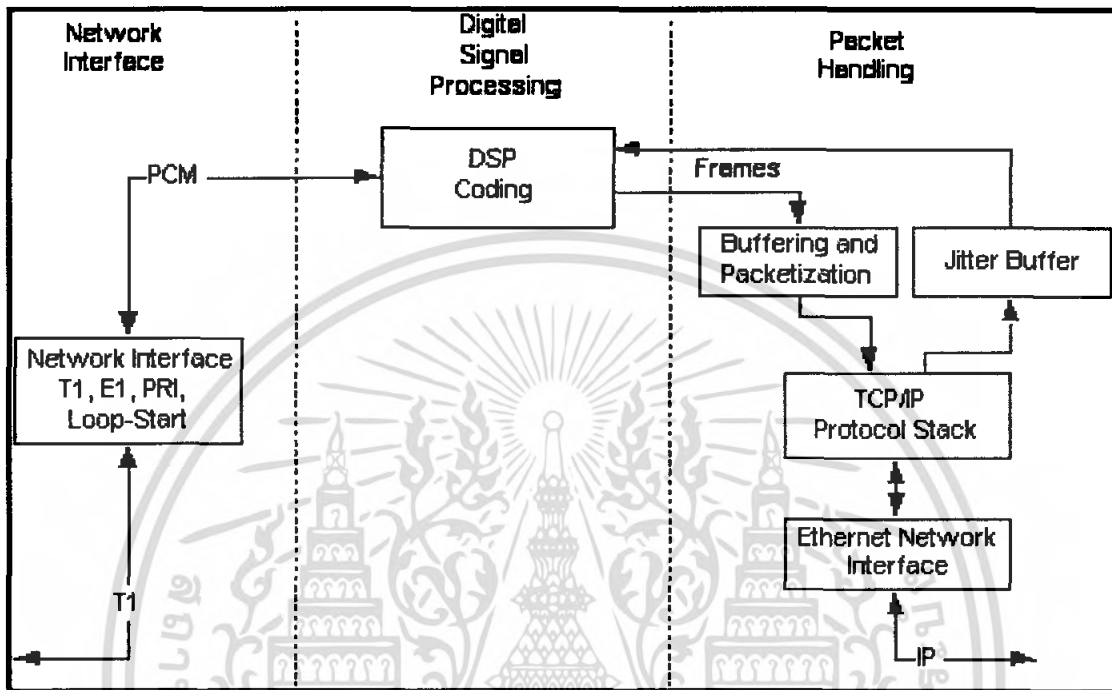 Network
Interface
Digital
Signal
Processing
Packet
Handling
PCM
DSP
Coding
Frames
Buffering and
Packetization
Jitter Buffer
Network Interface
T1, E1, PRI,
Loop-Start
TCP/IP
Protocol Stack
Ethernet Network
Interface
T1
IP